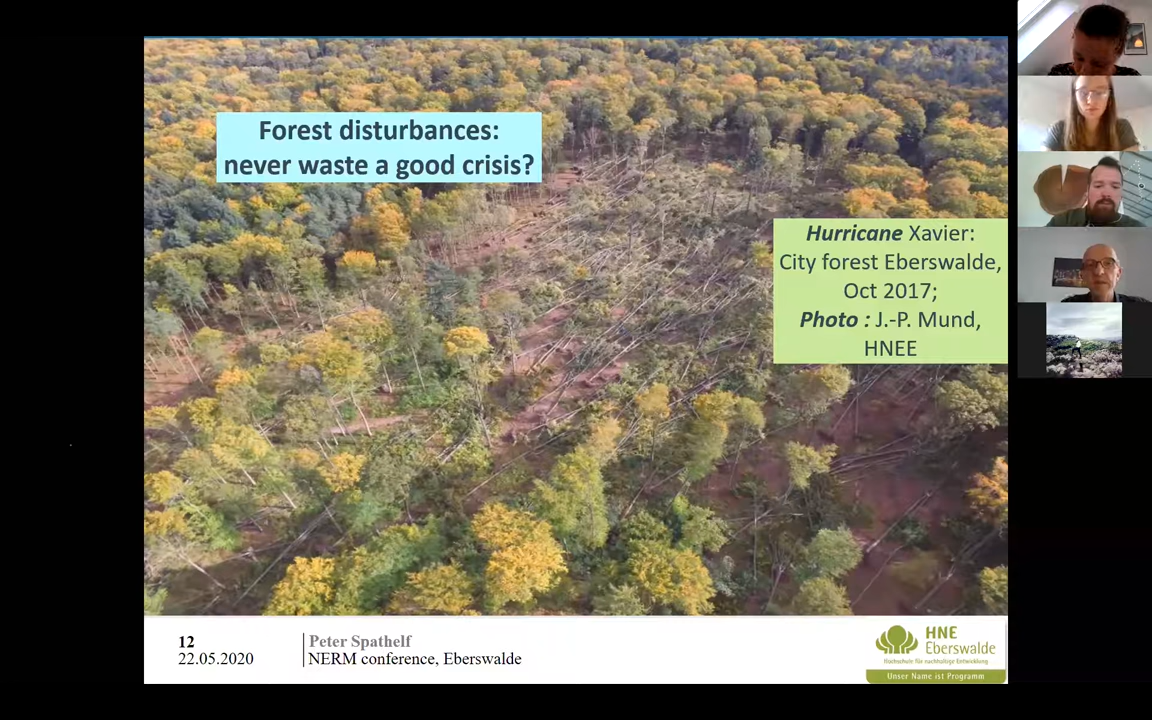 Forest disturbances:
never waste a good crisis?
Hurricane Xavier:
City forest Eberswalde,
Oct 2017;
Photo : J.-P. Mund,
HNEE
12
22.05.2020
Peter Spathelf
NERM conference, Eberswalde
HNE
Eberswalde
Hochschule für nachhaltige Entwicklung
Unser Name ist Programm